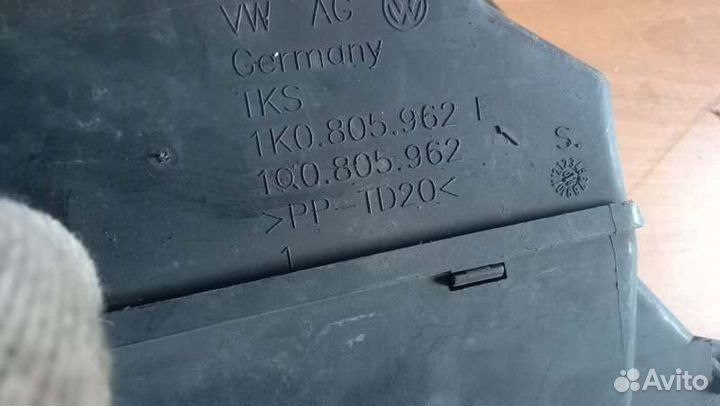 VW AG
Germany
TKS
1K0.805.962 E
1Q0.805.962
S.
>PP-TD20<
1
Avito